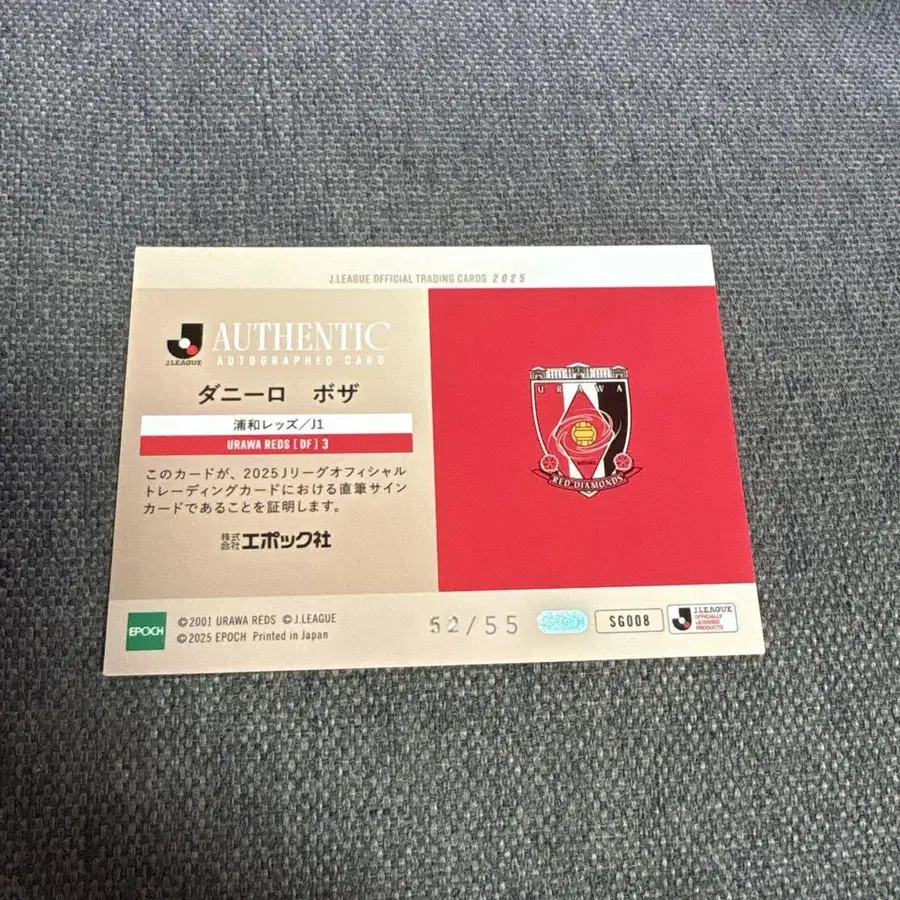 J.LEAGUE OFFICIAL TRADING CARDS 2025
J.LEAGUE
AUTHENTIC
AUTOGRAPHED CARD
ダニーロ ボザ
浦和レッズ/J1
URAWA REDS [DF] 3
このカードが、2025Jリーグオフィシャル
トレーディングカードにおける直筆サイン
カードであることを証明します。
株式会社エポック社
URAWA
RED DIAMONDS
EPOCH
©2001 URAWA REDS ©J.LEAGUE
©2025 EPOCH Printed in Japan
52/55
SG008
J.LEAGUE
OFFICIALLY
LICENSED
PRODUCTS